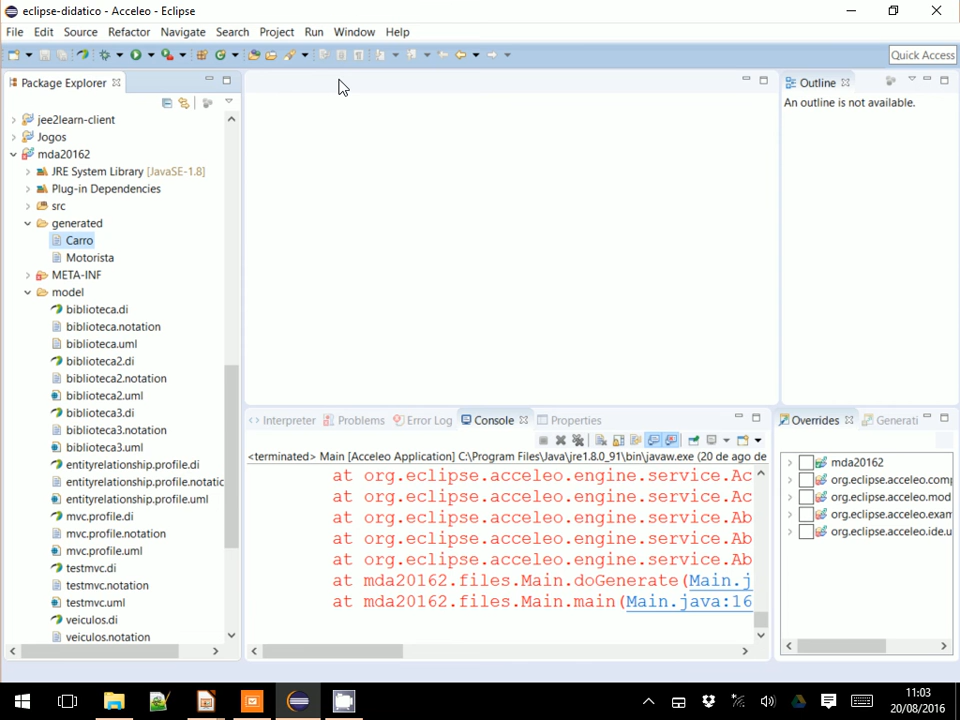 eclipse-didatico - Acceleo - Eclipse
File Edit Source Refactor Navigate Search Project Run Window Help
Quick Access
Package Explorer
jee2learn-client
Jogos
mda20162
JRE System Library [JavaSE-1.8]
Plug-in Dependencies
src
generated
Carro
Motorista
META-INF
model
biblioteca.di
biblioteca.notation
biblioteca.uml
biblioteca2.di
biblioteca2.notation
biblioteca2.uml
biblioteca3.di
biblioteca3.notation
biblioteca3.uml
entityrelationship.profile.di
entityrelationship.profile.notatic
entityrelationship.profile.uml
mvc.profile.di
mvc.profile.notation
mvc.profile.uml
testmvc.di
testmvc.notation
testmvc.uml
veiculos.di
veiculos.notation
Outline
An outline is not available.
Interpreter Problems Error Log Console Properties
<terminated> Main [Acceleo Application] C:\Program Files\Java\jre1.8.0_91\bin\javaw.exe (20 de ago de
at org.eclipse.acceleo.engine.service.Ac
at org.eclipse.acceleo.engine.service.Ac
at org.eclipse.acceleo.engine.service.Ab
at org.eclipse.acceleo.engine.service.Ab
at org.eclipse.acceleo.engine.service.Ab
at mda20162.files.Main.doGenerate(Main.j
at mda20162.files.Main.main(Main.java:16
Overrides Generati
mda20162
org.eclipse.acceleo.comp
org.eclipse.acceleo.mod
org.eclipse.acceleo.exam
org.eclipse.acceleo.ide.u
11:03
20/08/2016